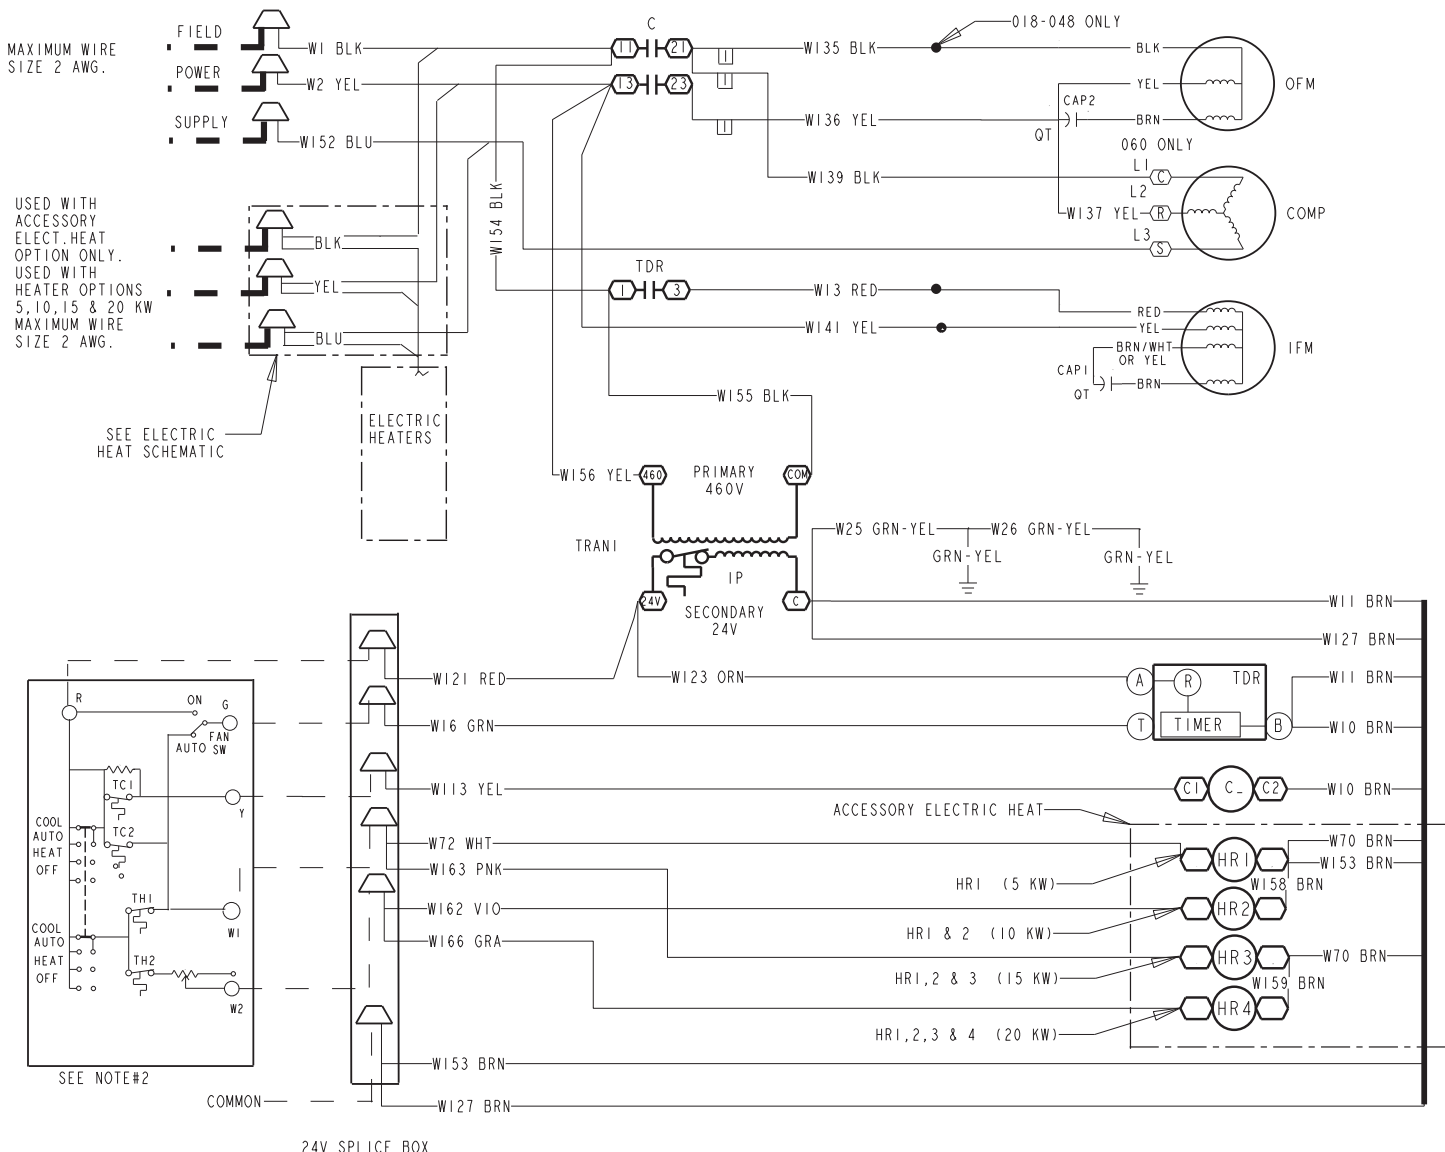 FIELD
POWER
SUPPLY
MAXIMUM WIRE
SIZE 2 AWG.
W1 BLK
W2 YEL
W152 BLU
C
11
21
13
23
1
1
1
W135 BLK
018-048 ONLY
BLK
YEL
BRN
OFM
CAP2
QT
W136 YEL
060 ONLY
W139 BLK
L1
C
L2
W137 YEL
R
L3
S
COMP
USED WITH
ACCESSORY
ELECT.HEAT
OPTION ONLY.
USED WITH
HEATER OPTIONS
5,10,15 & 20 KW
MAXIMUM WIRE
SIZE 2 AWG.
BLK
YEL
BLU
W154 BLK
TDR
1
3
W13 RED
W141 YEL
RED
YEL
BRN/WHT
OR YEL
BRN
CAP1
QT
IFM
SEE ELECTRIC
HEAT SCHEMATIC
ELECTRIC
HEATERS
W155 BLK
W156 YEL
460
PRIMARY
460V
COM
TRAN1
1P
24V
C
SECONDARY
24V
W25 GRN-YEL
W26 GRN-YEL
GRN-YEL
GRN-YEL
W11 BRN
W127 BRN
W121 RED
W123 ORN
A
R
TDR
W11 BRN
W16 GRN
T
TIMER
B
W10 BRN
R
ON
G
AUTO
FAN
SW
TC1
Y
COOL
AUTO
HEAT
OFF
TC2
TH1
W1
COOL
AUTO
HEAT
OFF
TH2
W2
SEE NOTE#2
W113 YEL
C1
C_
C2
W10 BRN
ACCESSORY ELECTRIC HEAT
W72 WHT
W163 PNK
W162 VIO
W166 GRA
HR1 (5 KW)
HR1
W70 BRN
W153 BRN
W158 BRN
HR1 & 2 (10 KW)
HR2
HR1,2 & 3 (15 KW)
HR3
W70 BRN
W159 BRN
HR1,2,3 & 4 (20 KW)
HR4
W153 BRN
COMMON
W127 BRN
24V SPLICE BOX